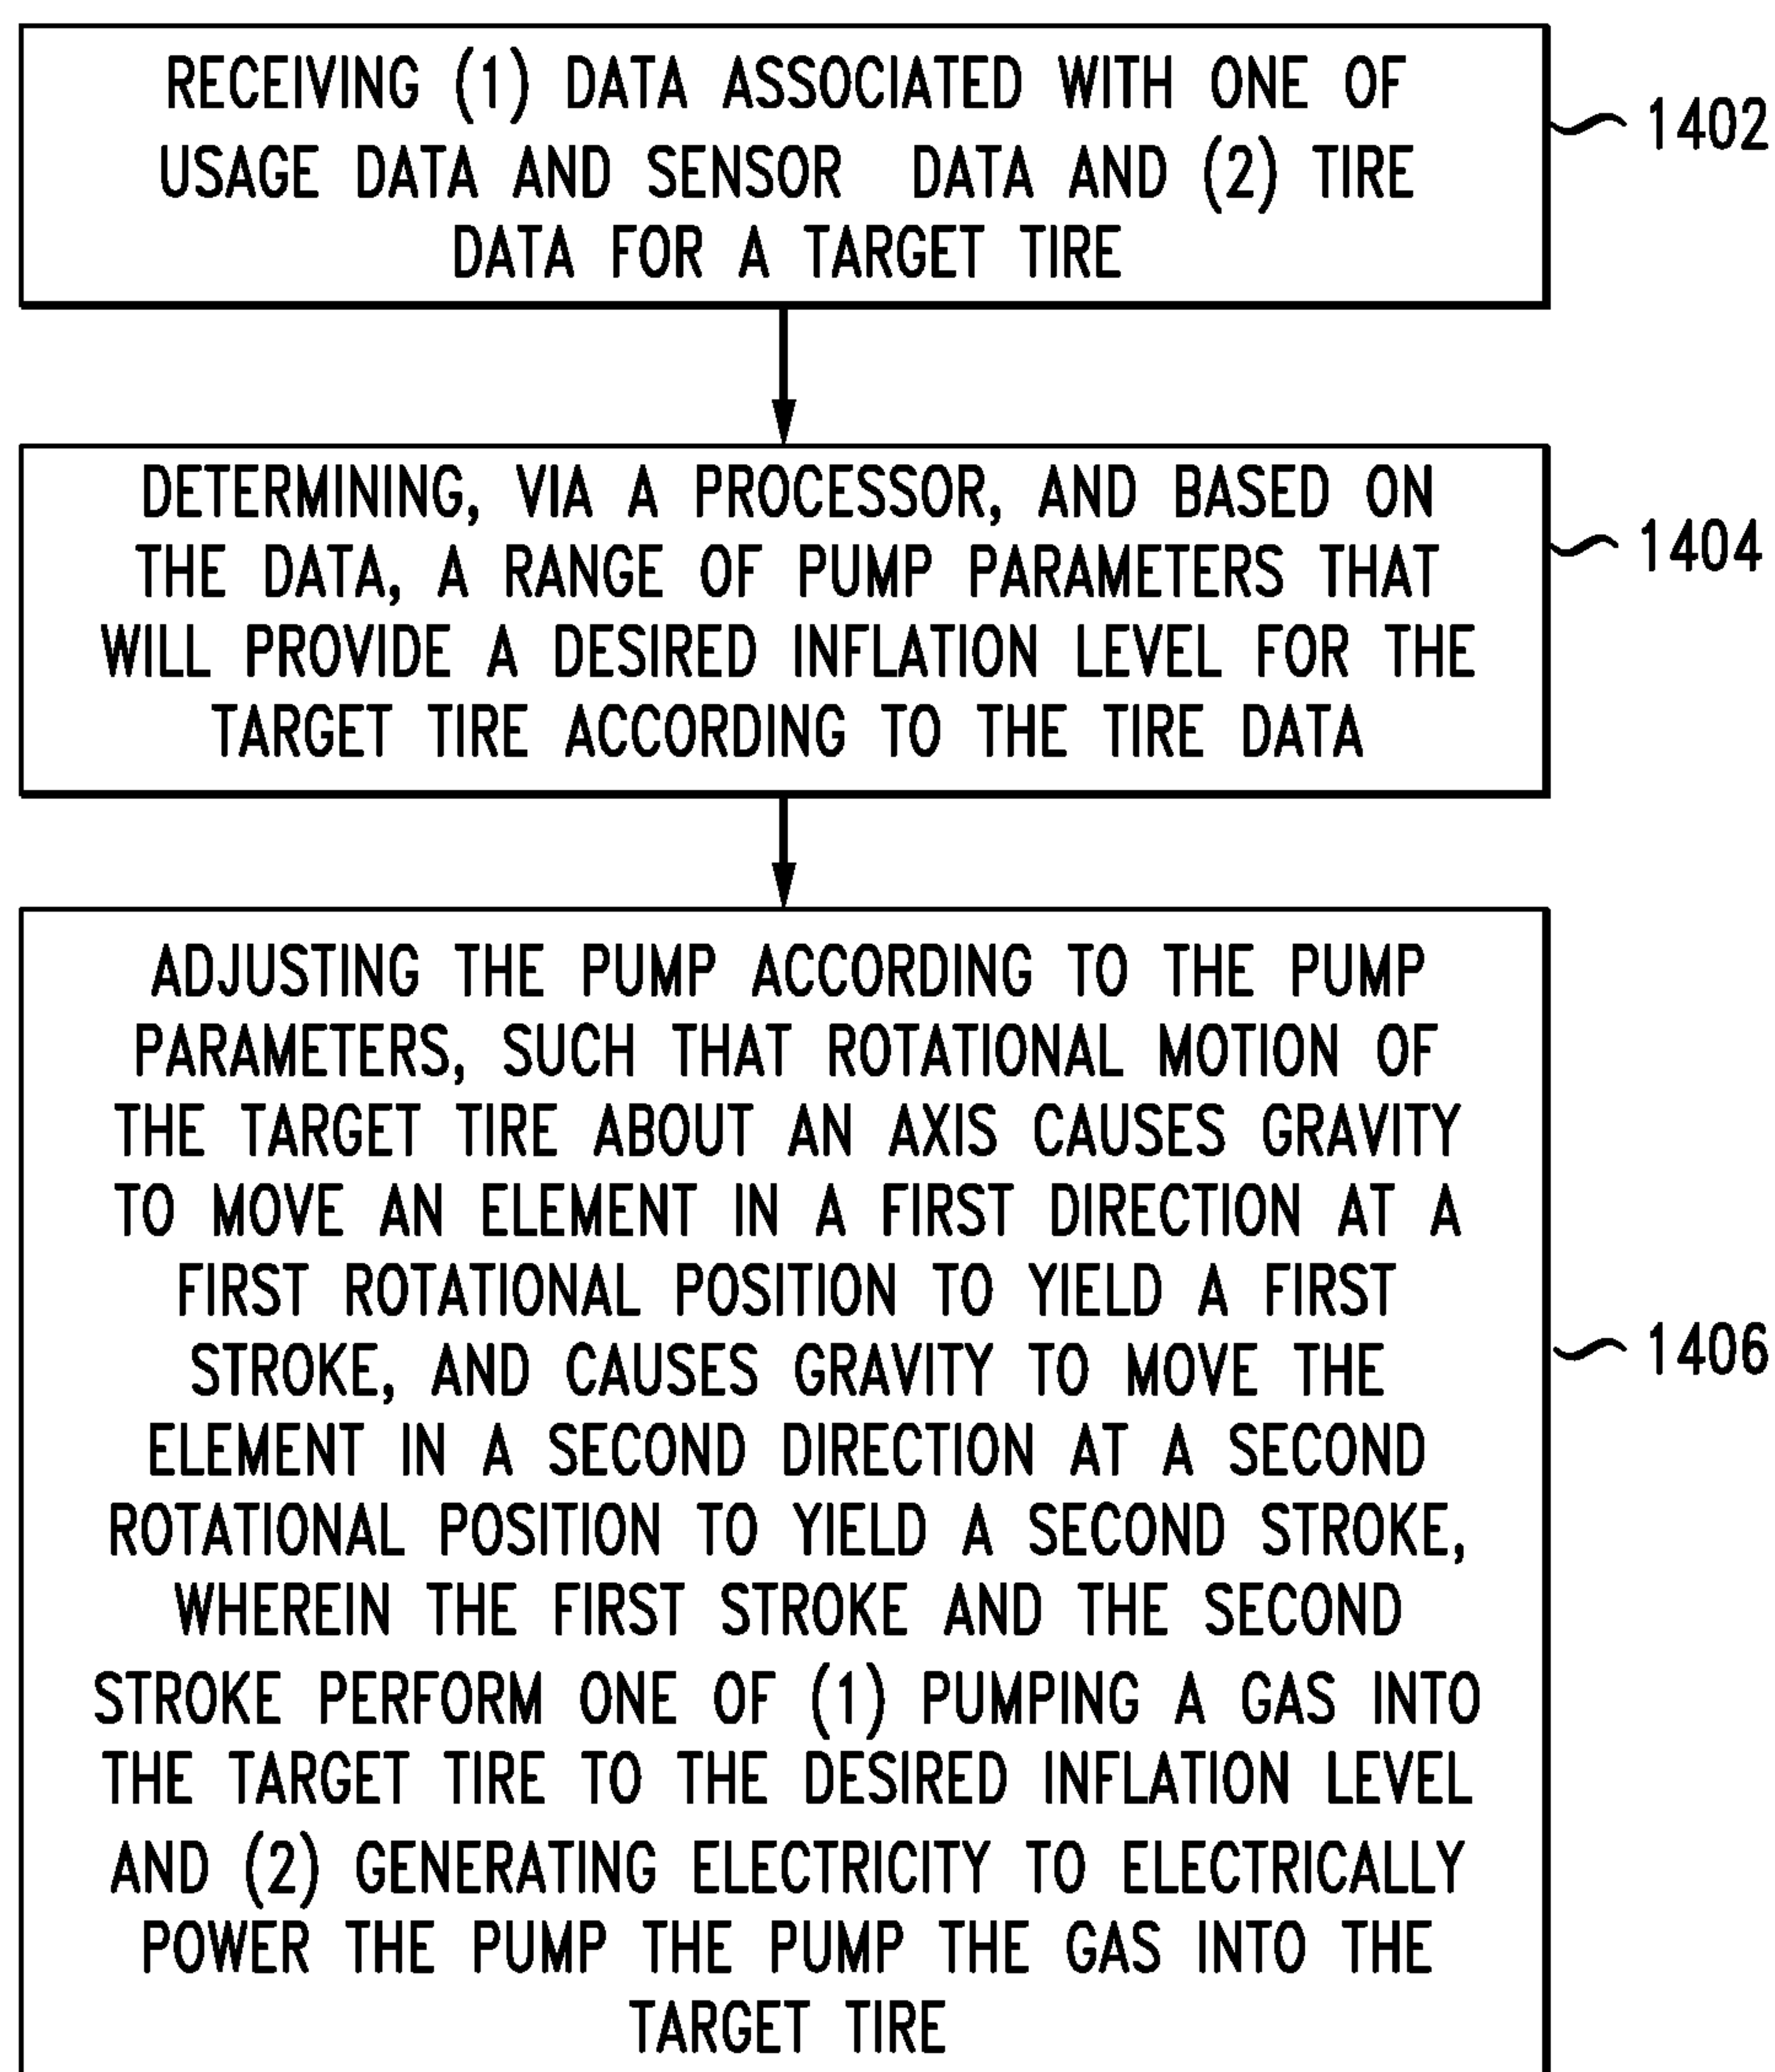 RECEIVING (1) DATA ASSOCIATED WITH ONE OF
USAGE DATA AND SENSOR DATA AND (2) TIRE
DATA FOR A TARGET TIRE
1402
DETERMINING, VIA A PROCESSOR, AND BASED ON
THE DATA, A RANGE OF PUMP PARAMETERS THAT
WILL PROVIDE A DESIRED INFLATION LEVEL FOR THE
TARGET TIRE ACCORDING TO THE TIRE DATA
1404
ADJUSTING THE PUMP ACCORDING TO THE PUMP
PARAMETERS, SUCH THAT ROTATIONAL MOTION OF
THE TARGET TIRE ABOUT AN AXIS CAUSES GRAVITY
TO MOVE AN ELEMENT IN A FIRST DIRECTION AT A
FIRST ROTATIONAL POSITION TO YIELD A FIRST
STROKE, AND CAUSES GRAVITY TO MOVE THE
ELEMENT IN A SECOND DIRECTION AT A SECOND
ROTATIONAL POSITION TO YIELD A SECOND STROKE,
WHEREIN THE FIRST STROKE AND THE SECOND
STROKE PERFORM ONE OF (1) PUMPING A GAS INTO
THE TARGET TIRE TO THE DESIRED INFLATION LEVEL
AND (2) GENERATING ELECTRICITY TO ELECTRICALLY
POWER THE PUMP THE PUMP THE GAS INTO THE
TARGET TIRE
1406